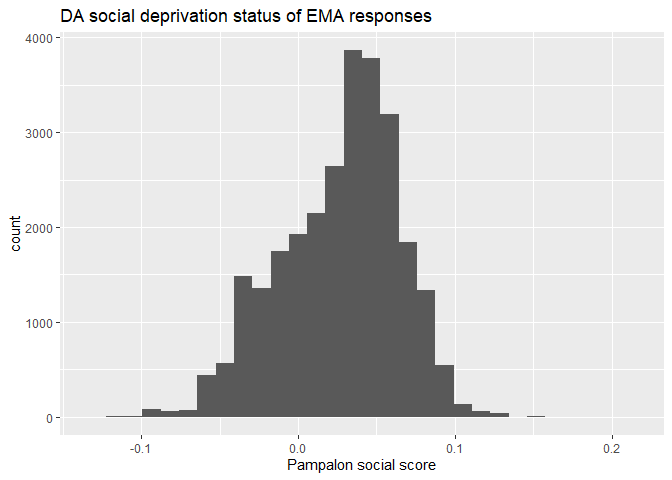 DA social deprivation status of EMA responses
4000
3000
2000
1000
0
count
-0.1 0.0 0.1 0.2
Pampalon social score